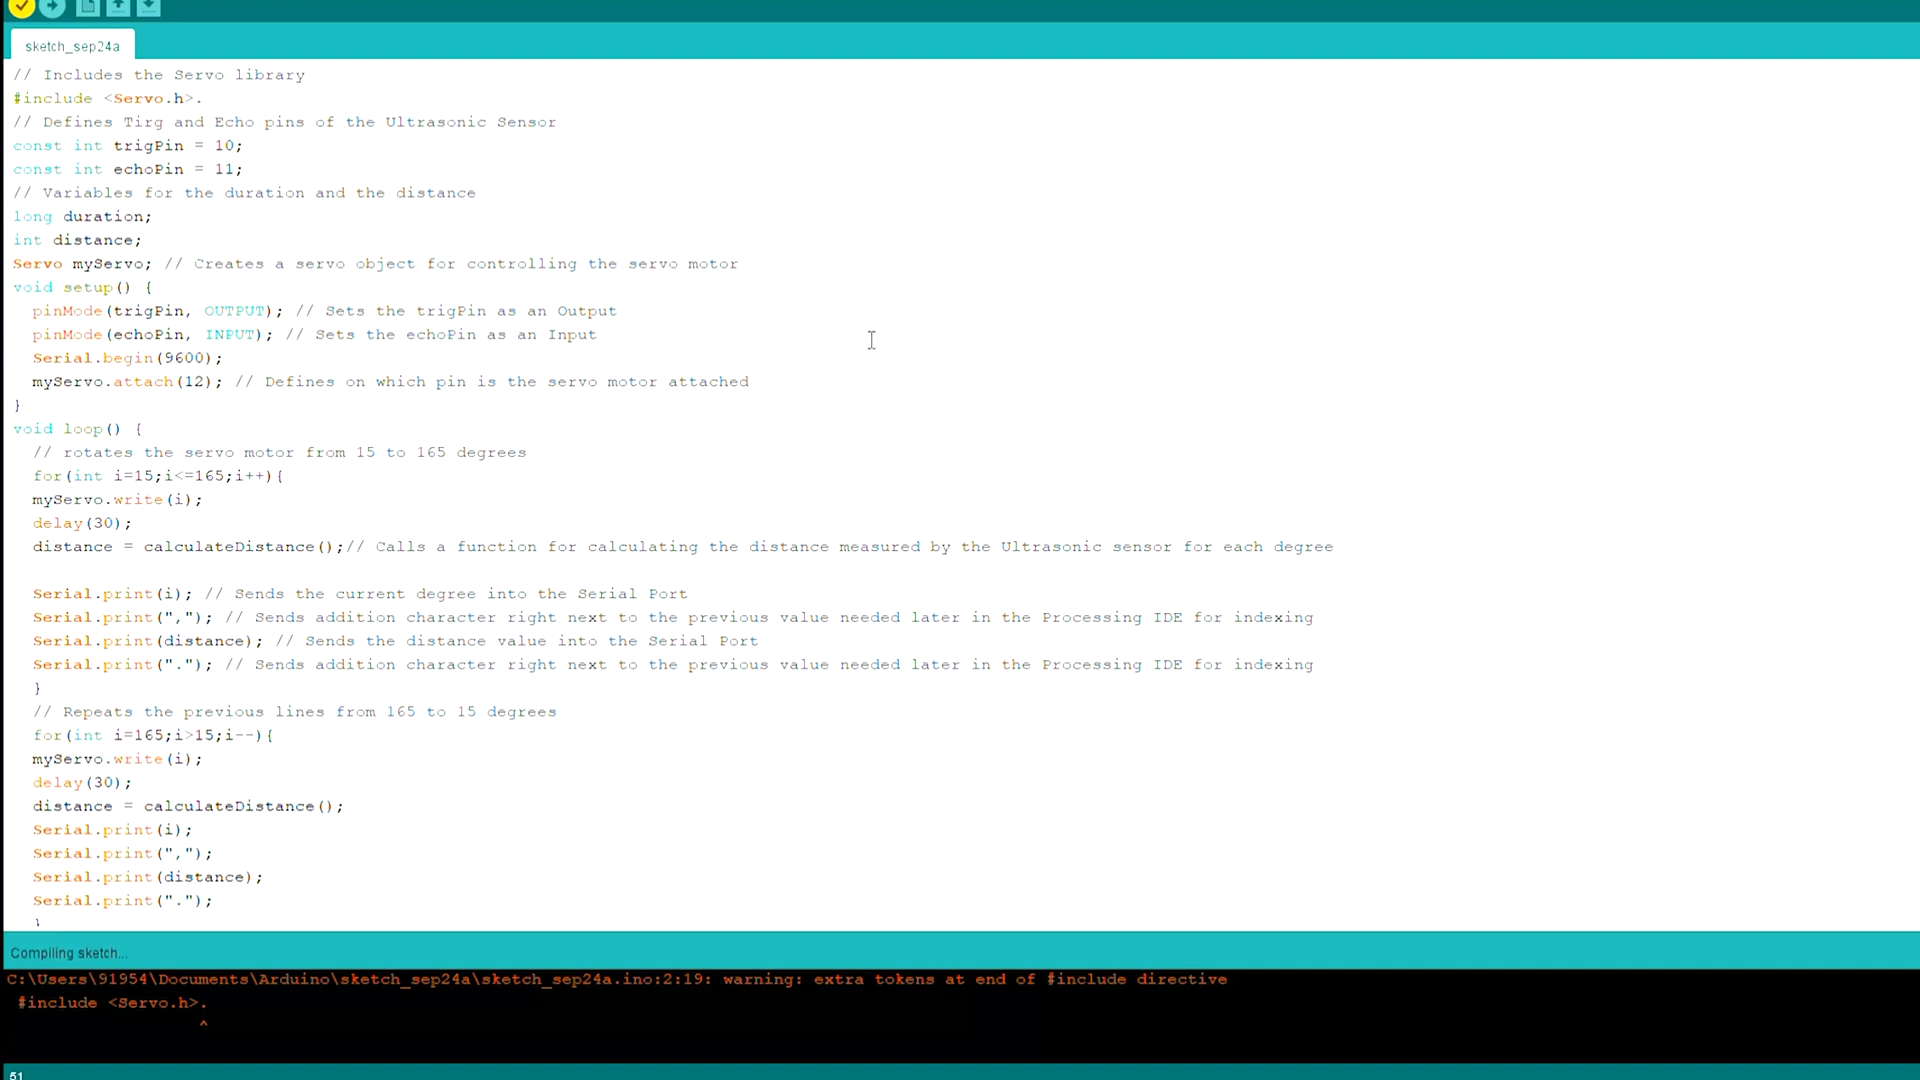 sketch_sep24a
// Includes the Servo library
#include <Servo.h>.
// Defines Tirg and Echo pins of the Ultrasonic Sensor
const int trigPin = 10;
const int echoPin = 11;
// Variables for the duration and the distance
long duration;
int distance;
Servo myServo; // Creates a servo object for controlling the servo motor
void setup() {
  pinMode(trigPin, OUTPUT); // Sets the trigPin as an Output
  pinMode(echoPin, INPUT); // Sets the echoPin as an Input
  Serial.begin(9600);
  myServo.attach(12); // Defines on which pin is the servo motor attached
}
void loop() {
  // rotates the servo motor from 15 to 165 degrees
  for(int i=15;i<=165;i++){
  myServo.write(i);
  delay(30);
  distance = calculateDistance();// Calls a function for calculating the distance measured by the Ultrasonic sensor for each degree
  Serial.print(i); // Sends the current degree into the Serial Port
  Serial.print(","); // Sends addition character right next to the previous value needed later in the Processing IDE for indexing
  Serial.print(distance); // Sends the distance value into the Serial Port
  Serial.print("."); // Sends addition character right next to the previous value needed later in the Processing IDE for indexing
  }
  // Repeats the previous lines from 165 to 15 degrees
  for(int i=165;i>15;i--){
  myServo.write(i);
  delay(30);
  distance = calculateDistance();
  Serial.print(i);
  Serial.print(",");
  Serial.print(distance);
  Serial.print(".");
  }
Compiling sketch...
C:\Users\91954\Documents\Arduino\sketch_sep24a\sketch_sep24a.ino:2:19: warning: extra tokens at end of #include directive
 #include <Servo.h>.
                   ^
51